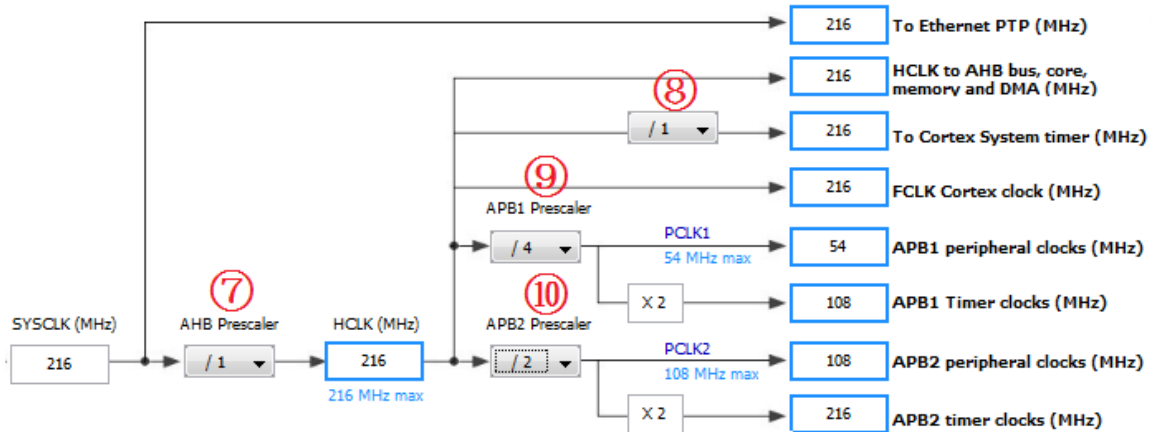 216
To Ethernet PTP (MHz)
⑧
216
HCLK to AHB bus, core,
memory and DMA (MHz)
/ 1
216
To Cortex System timer (MHz)
⑨
216
FCLK Cortex clock (MHz)
APB1 Prescaler
/ 4
PCLK1
54 MHz max
54
APB1 peripheral clocks (MHz)
⑦
⑩
X 2
108
APB1 Timer clocks (MHz)
SYSCLK (MHz)
AHB Prescaler
HCLK (MHz)
APB2 Prescaler
216
/ 1
216
216 MHz max
/ 2
PCLK2
108 MHz max
108
APB2 peripheral clocks (MHz)
X 2
216
APB2 timer clocks (MHz)